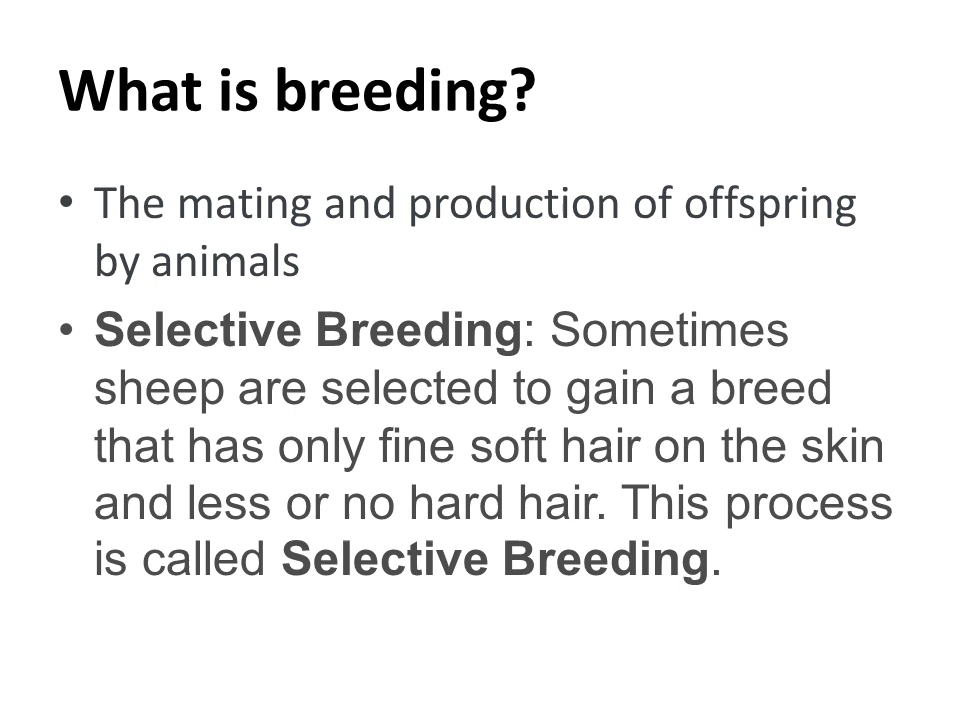 What is breeding?
• The mating and production of offspring
by animals
• Selective Breeding: Sometimes
sheep are selected to gain a breed
that has only fine soft hair on the skin
and less or no hard hair. This process
is called Selective Breeding.